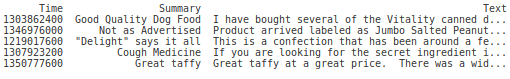 Time Summary Text
1303862400 Good Quality Dog Food I have bought several of the Vitality canned d...
1346976000 Not as Advertised Product arrived labeled as Jumbo Salted Peanut...
1219017600 "Delight" says it all This is a confection that has been around a fe...
1307923200 Cough Medicine If you are looking for the secret ingredient i...
1350777600 Great taffy Great taffy at a great price. There was a wid...